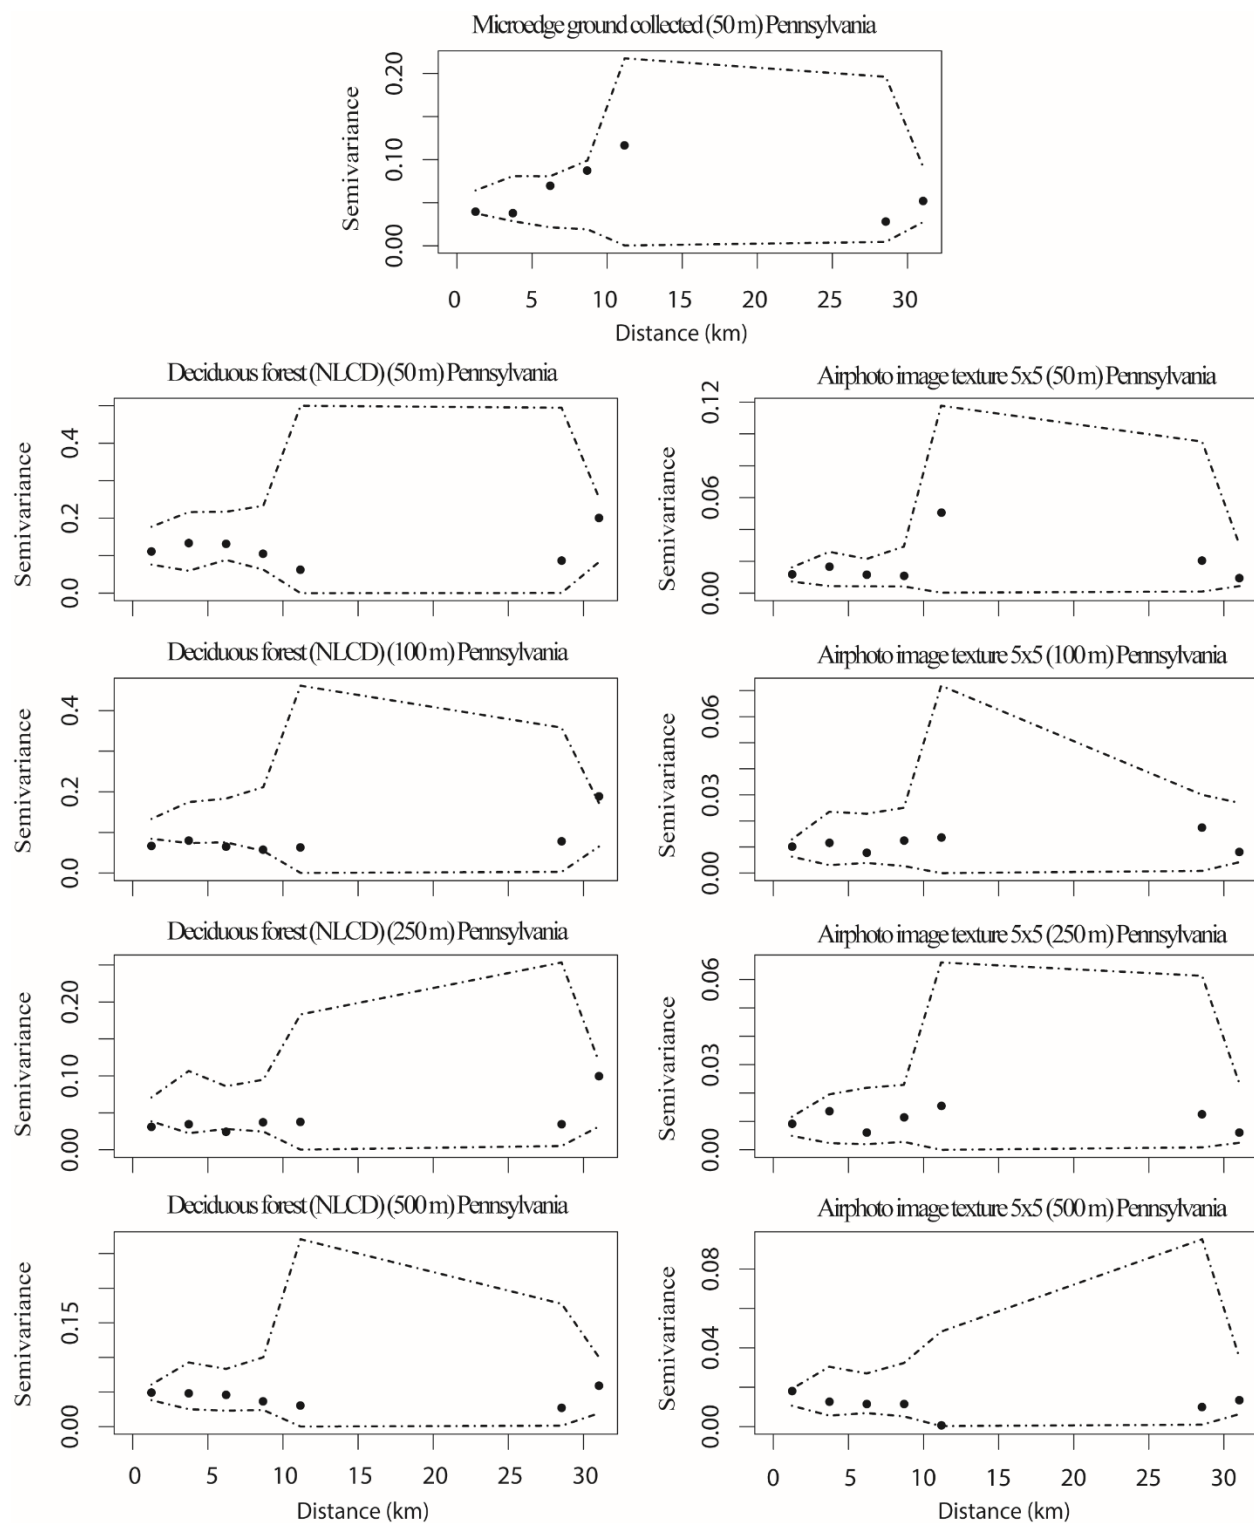 Microedge ground collected (50 m) Pennsylvania
Semivariance
0.00 0.10 0.20
0 5 10 15 20 25 30
Distance (km)
Deciduous forest (NLCD) (50 m) Pennsylvania
Semivariance
0.0 0.2 0.4
Airphoto image texture 5x5 (50 m) Pennsylvania
Semivariance
0.00 0.06 0.12
Deciduous forest (NLCD) (100 m) Pennsylvania
Semivariance
0.0 0.2 0.4
Airphoto image texture 5x5 (100 m) Pennsylvania
Semivariance
0.00 0.03 0.06
Deciduous forest (NLCD) (250 m) Pennsylvania
Semivariance
0.00 0.10 0.20
Airphoto image texture 5x5 (250 m) Pennsylvania
Semivariance
0.00 0.03 0.06
Deciduous forest (NLCD) (500 m) Pennsylvania
Semivariance
0.00 0.15
0 5 10 15 20 25 30
Distance (km)
Airphoto image texture 5x5 (500 m) Pennsylvania
Semivariance
0.00 0.04 0.08
0 5 10 15 20 25 30
Distance (km)